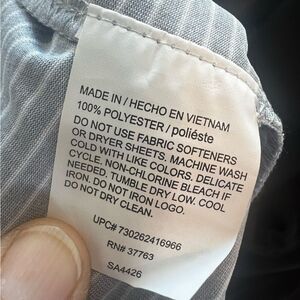 MADE IN / HECHO EN VIETNAM
100% POLYESTER / poliéste
DO NOT USE FABRIC SOFTENERS
OR DRYER SHEETS. MACHINE WASH
COLD WITH LIKE COLORS. DELICATE
CYCLE. NON-CHLORINE BLEACH IF
NEEDED. TUMBLE DRY LOW. COOL
IRON. DO NOT IRON LOGO.
DO NOT DRY CLEAN.
UPC# 730262416966
RN# 37763
SA4426